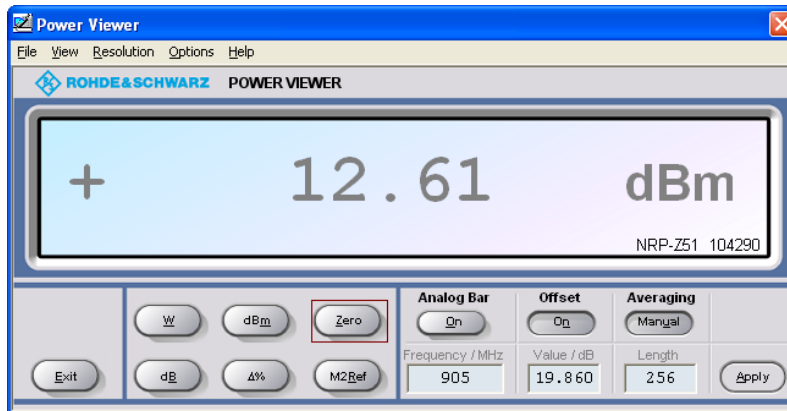 Power Viewer
File View Resolution Options Help
ROHDE&SCHWARZ POWER VIEWER
+ 12.61 dBm
NRP-Z51 104290
Analog Bar Offset Averaging
W dBm Zero On On Manual
Frequency / MHz Value / dB Length
Exit dB Δ% M2Ref 905 19.860 256 Apply